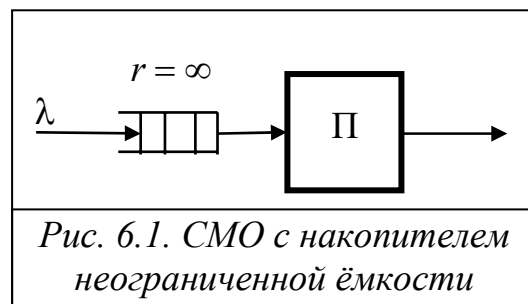 r = ∞
λ
П
Рис. 6.1. СМО с накопителем
неограниченной ёмкости